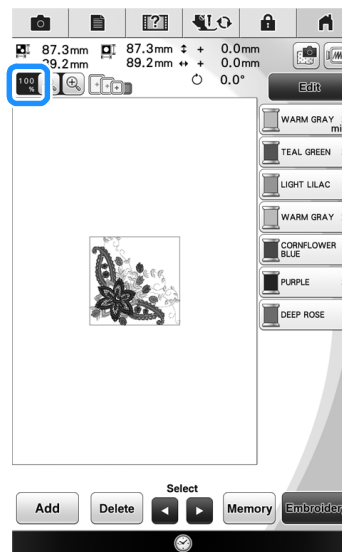 87.3mm 87.3mm + 0.0mm
89.2mm 89.2mm + 0.0mm
100 % 0.0°
Edit
WARM GRAY
mi
TEAL GREEN
LIGHT LILAC
WARM GRAY
CORNFLOWER
BLUE
PURPLE
DEEP ROSE
Select
Add Delete Memory Embroider